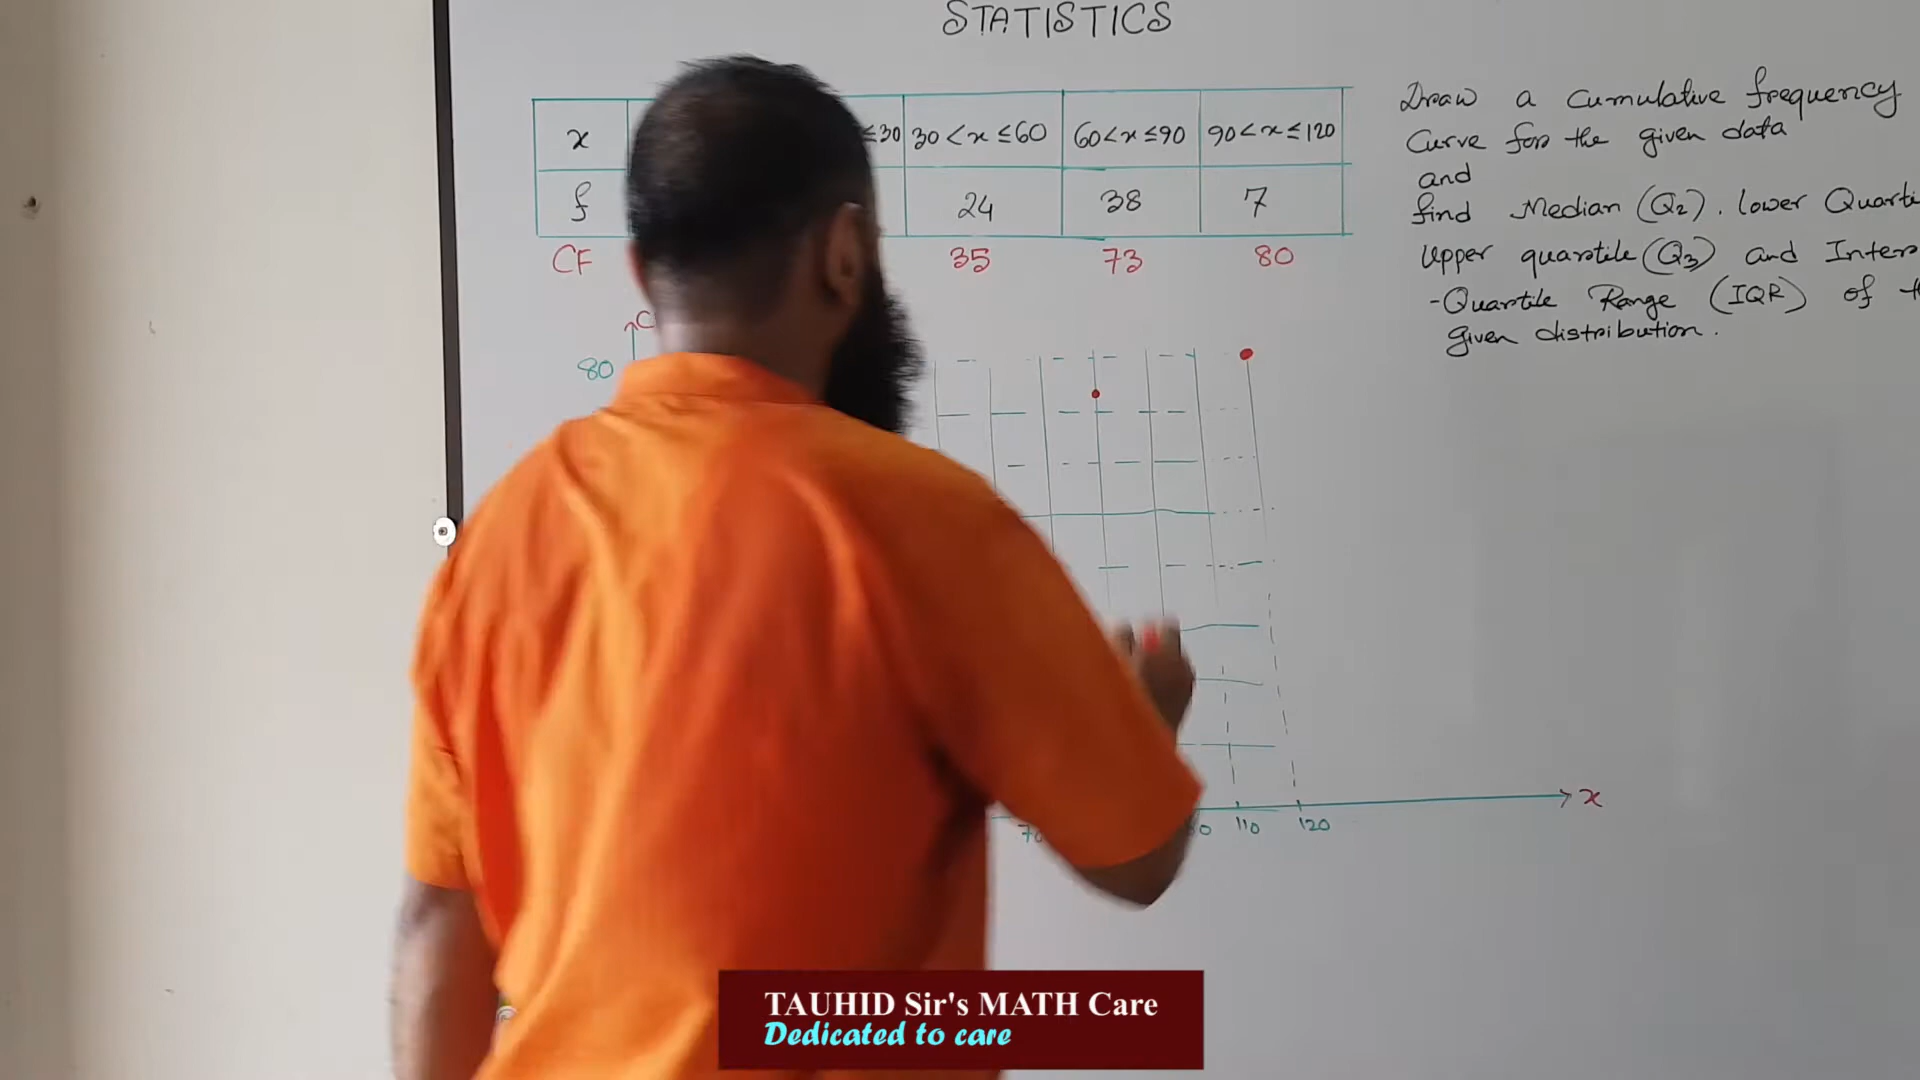 STATISTICS
x ≤30 30<x≤60 60<x≤90 90<x≤120
f 24 38 7
CF 35 73 80
Draw a Cumulative frequency
Curve for the given data
and
find Median (Q2). lower
Upper quartile (Q3) and
-Quartile Range (IQR) of
given distribution.
80
x
110 120
TAUHID Sir's MATH Care
Dedicated to care